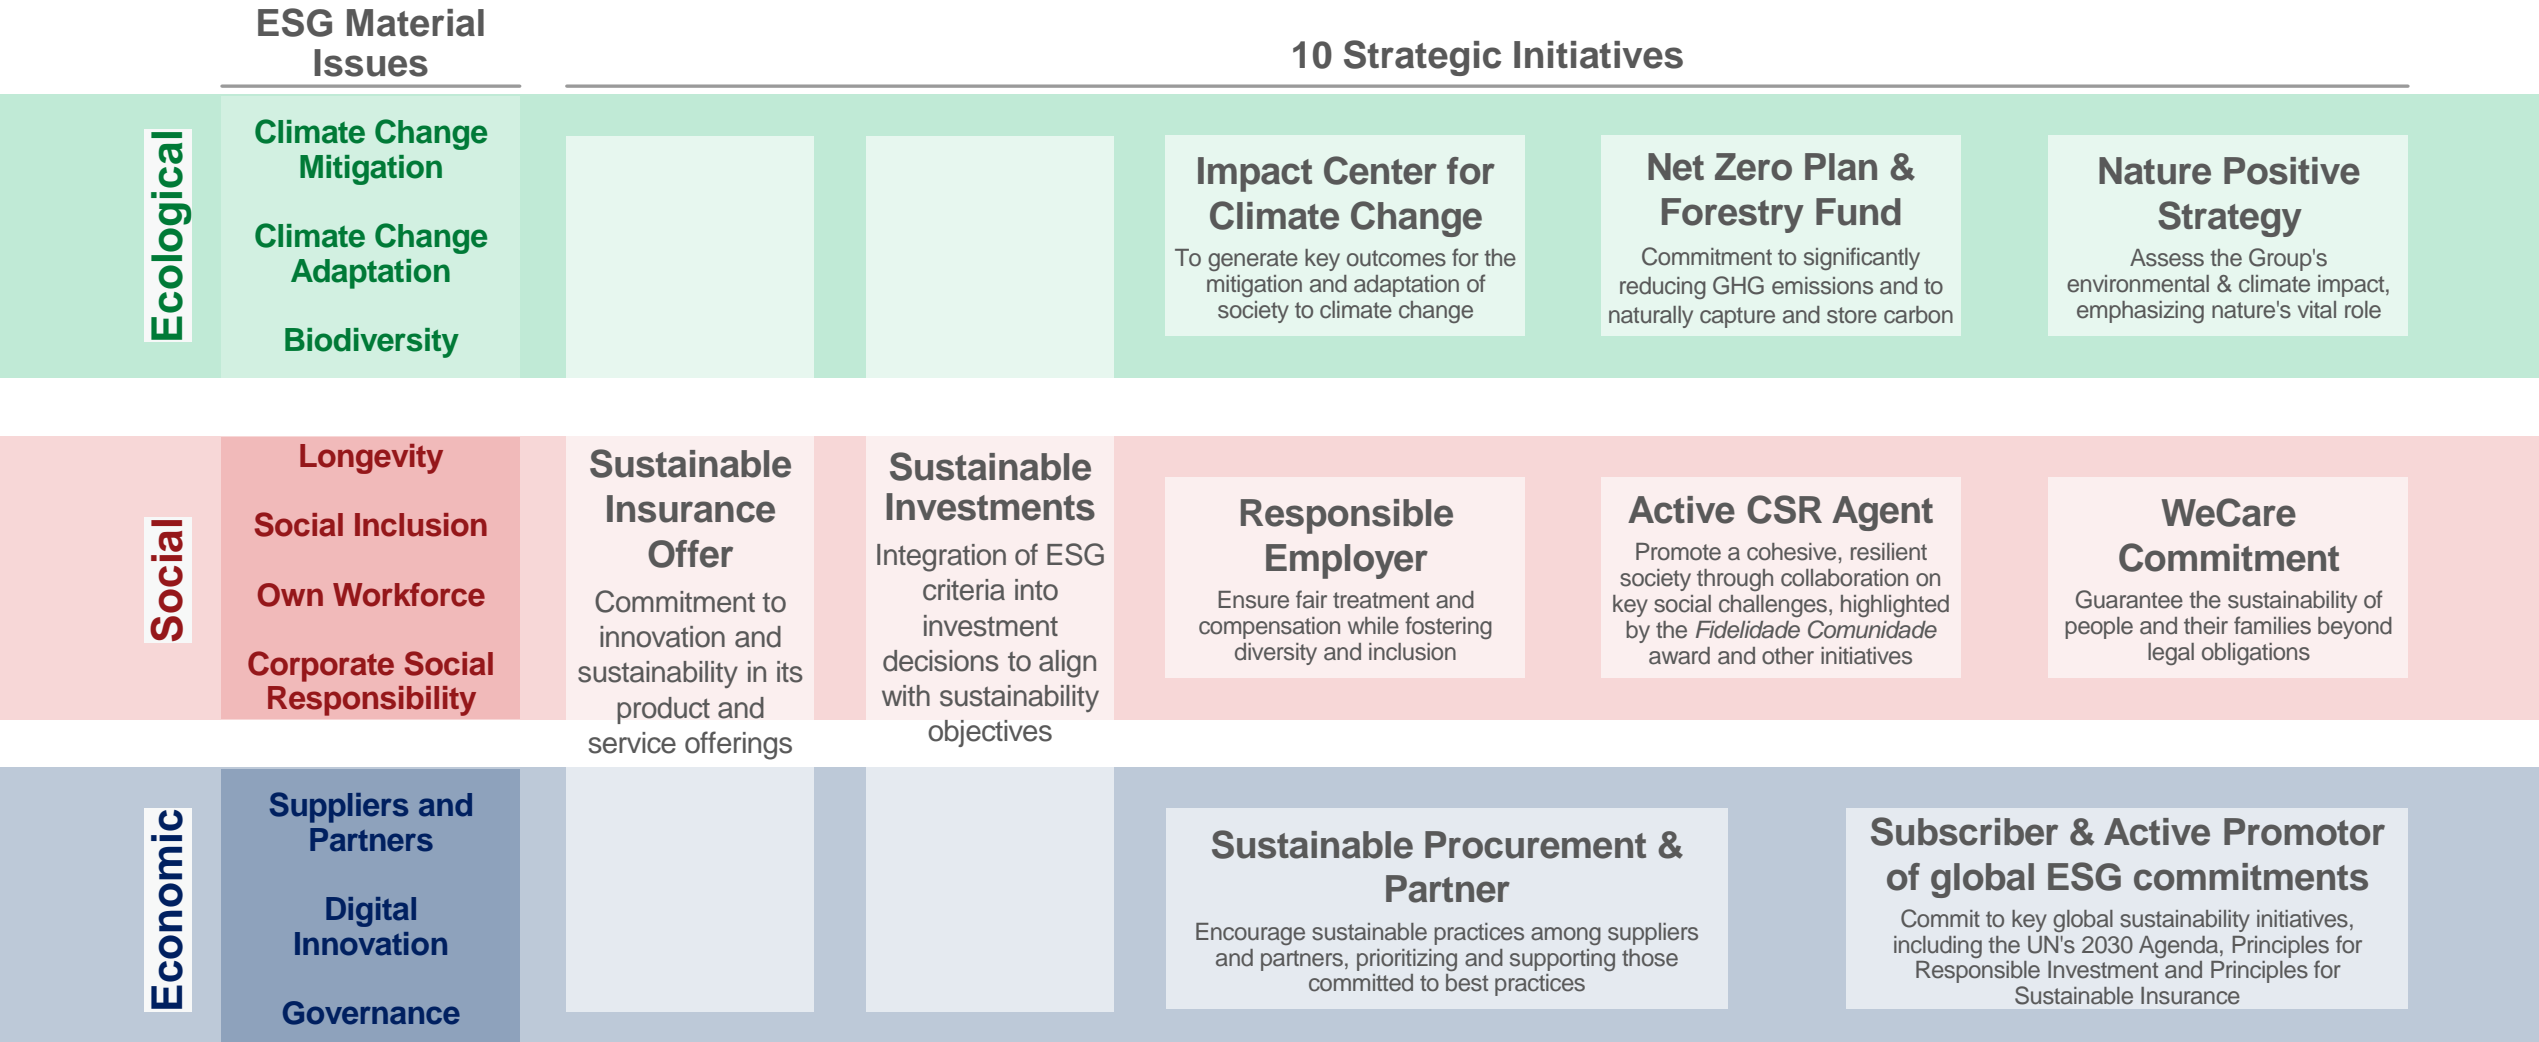 ESG Material
Issues
10 Strategic Initiatives
Ecological
Climate Change
Mitigation
Climate Change
Adaptation
Biodiversity
Impact Center for
Climate Change
To generate key outcomes for the
mitigation and adaptation of
society to climate change
Net Zero Plan &
Forestry Fund
Commitment to significantly
reducing GHG emissions and to
naturally capture and store carbon
Nature Positive
Strategy
Assess the Group's
environmental & climate impact,
emphasizing nature's vital role
Social
Longevity
Social Inclusion
Own Workforce
Corporate Social
Responsibility
Sustainable
Insurance
Offer
Commitment to
innovation and
sustainability in its
product and
service offerings
Sustainable
Investments
Integration of ESG
criteria into
investment
decisions to align
with sustainability
objectives
Responsible
Employer
Ensure fair treatment and
compensation while fostering
diversity and inclusion
Active CSR Agent
Promote a cohesive, resilient
society through collaboration on
key social challenges, highlighted
by the Fidelidade Comunidade
award and other initiatives
WeCare
Commitment
Guarantee the sustainability of
people and their families beyond
legal obligations
Economic
Suppliers and
Partners
Digital
Innovation
Governance
Sustainable Procurement &
Partner
Encourage sustainable practices among suppliers
and partners, prioritizing and supporting those
committed to best practices
Subscriber & Active Promotor
of global ESG commitments
Commit to key global sustainability initiatives,
including the UN's 2030 Agenda, Principles for
Responsible Investment and Principles for
Sustainable Insurance